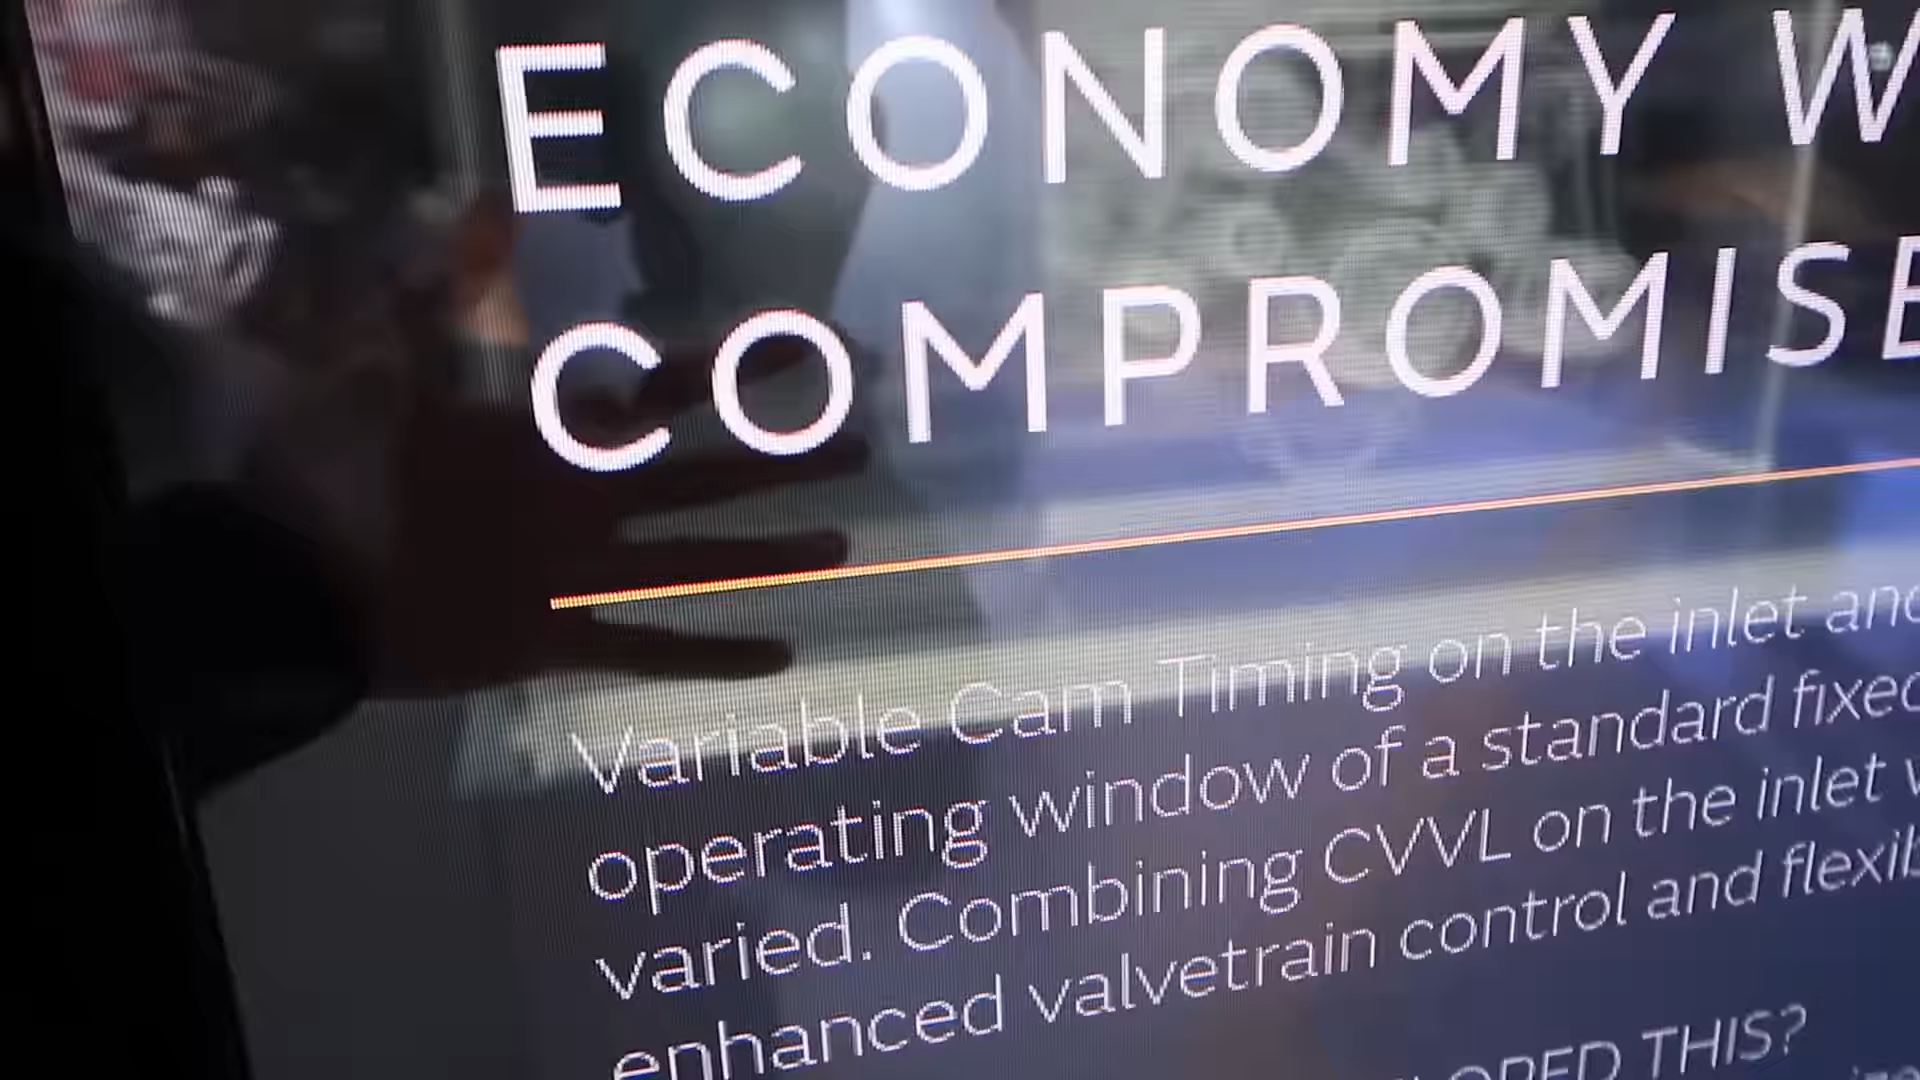 ECONOMY W
COMPROMISE
Variable Cam Timing on the inlet and
operating window of a standard fixed
varied. Combining CVVL on the inlet v
enhanced valvetrain control and flexib
THIS?